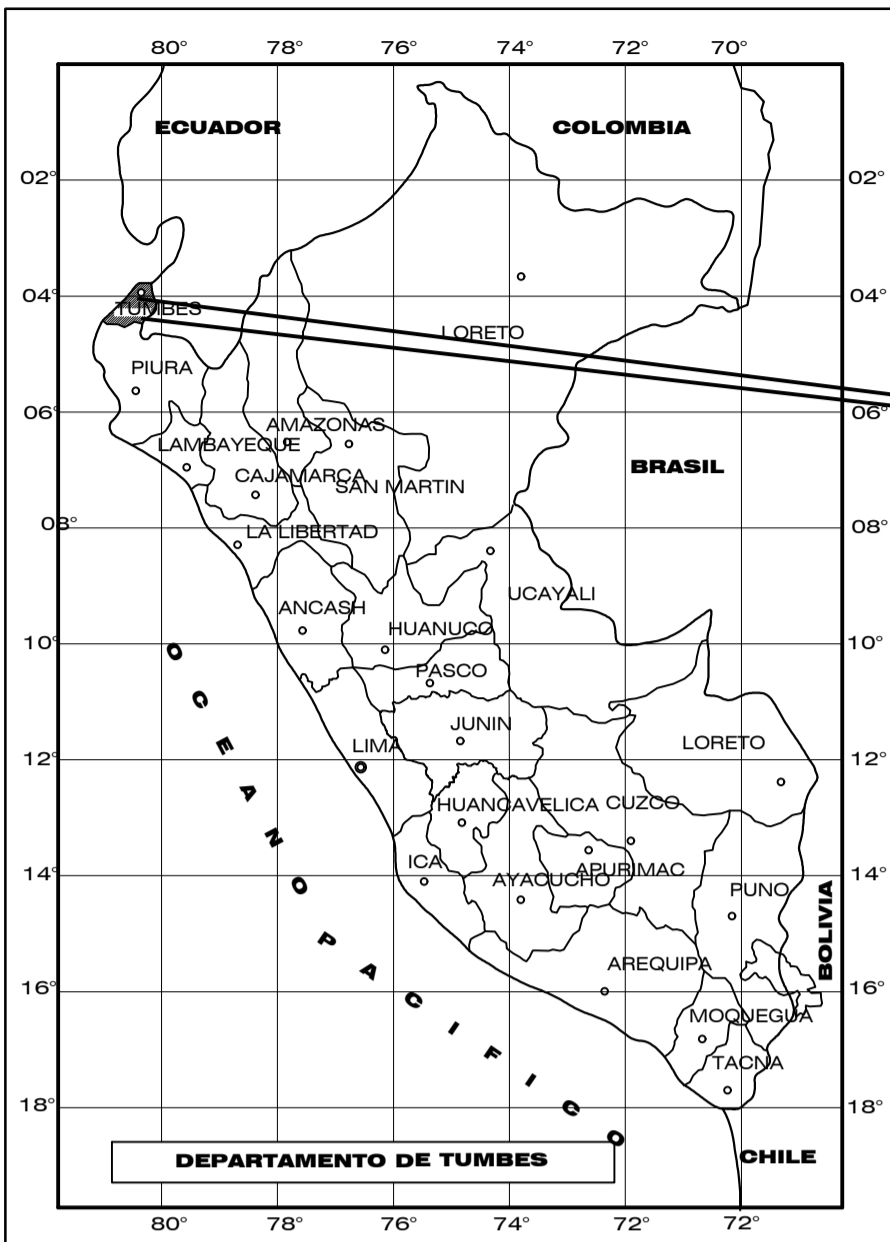 80° 78° 76° 74° 72° 70°
ECUADOR COLOMBIA
02° 02°
04° 04°
TUMBES
LORETO
PIURA
06° 06°
AMAZONAS
LAMBAYEQUE
BRASIL
CAJAMARCA
SAN MARTIN
08° 08°
LA LIBERTAD
UCAYALI
ANCASH
HUANUCO
10° 10°
PASCO
JUNIN
LIMA
LORETO
12° 12°
HUANCAVELICA
CUZCO
ICA
APURIMAC
14° 14°
AYACUCHO
PUNO
BOLIVIA
AREQUIPA
16° 16°
MOQUEGUA
TACNA
18° 18°
OCEANO PACIFICO
DEPARTAMENTO DE TUMBES
CHILE
80° 78° 76° 74° 72° 72°